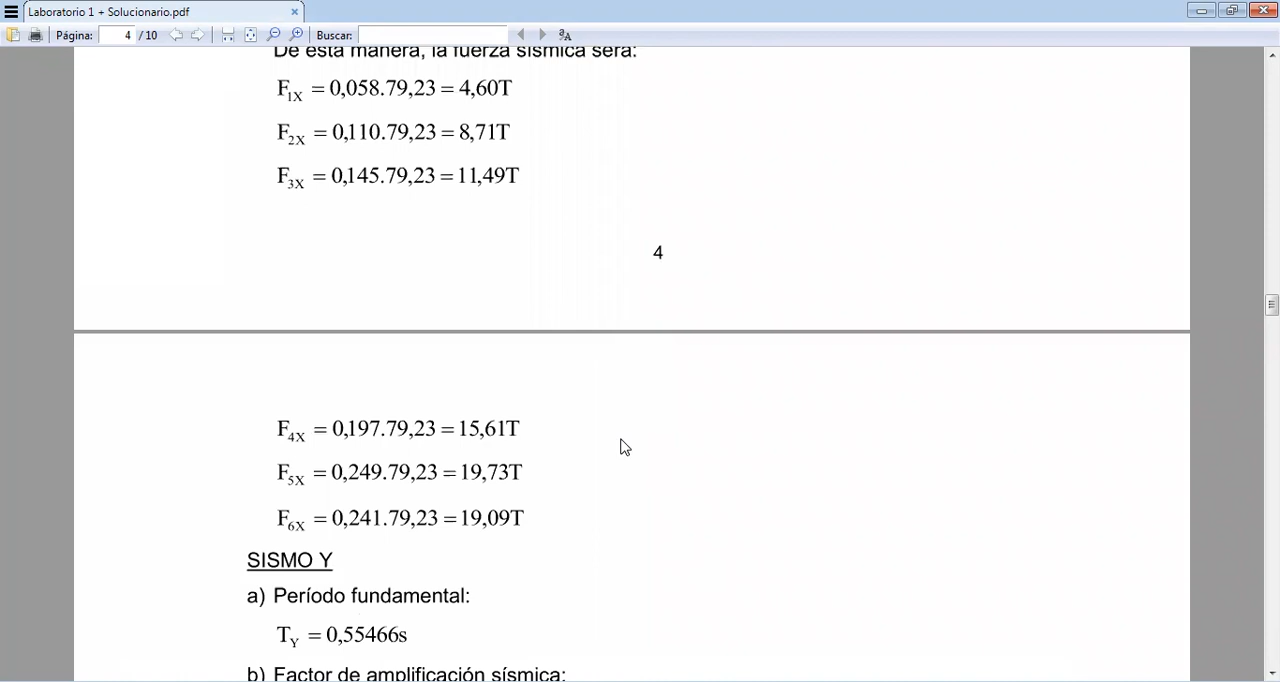 Laboratorio 1 + Solucionario.pdf
Página: 4 / 10 Buscar:
De esta manera, la fuerza sísmica será:
F1X = 0,058.79,23 = 4,60T
F2X = 0,110.79,23 = 8,71T
F3X = 0,145.79,23 = 11,49T
4
F4X = 0,197.79,23 = 15,61T
F5X = 0,249.79,23 = 19,73T
F6X = 0,241.79,23 = 19,09T
SISMO Y
a) Período fundamental:
TY = 0,55466s
b) Factor de amplificación sísmica: